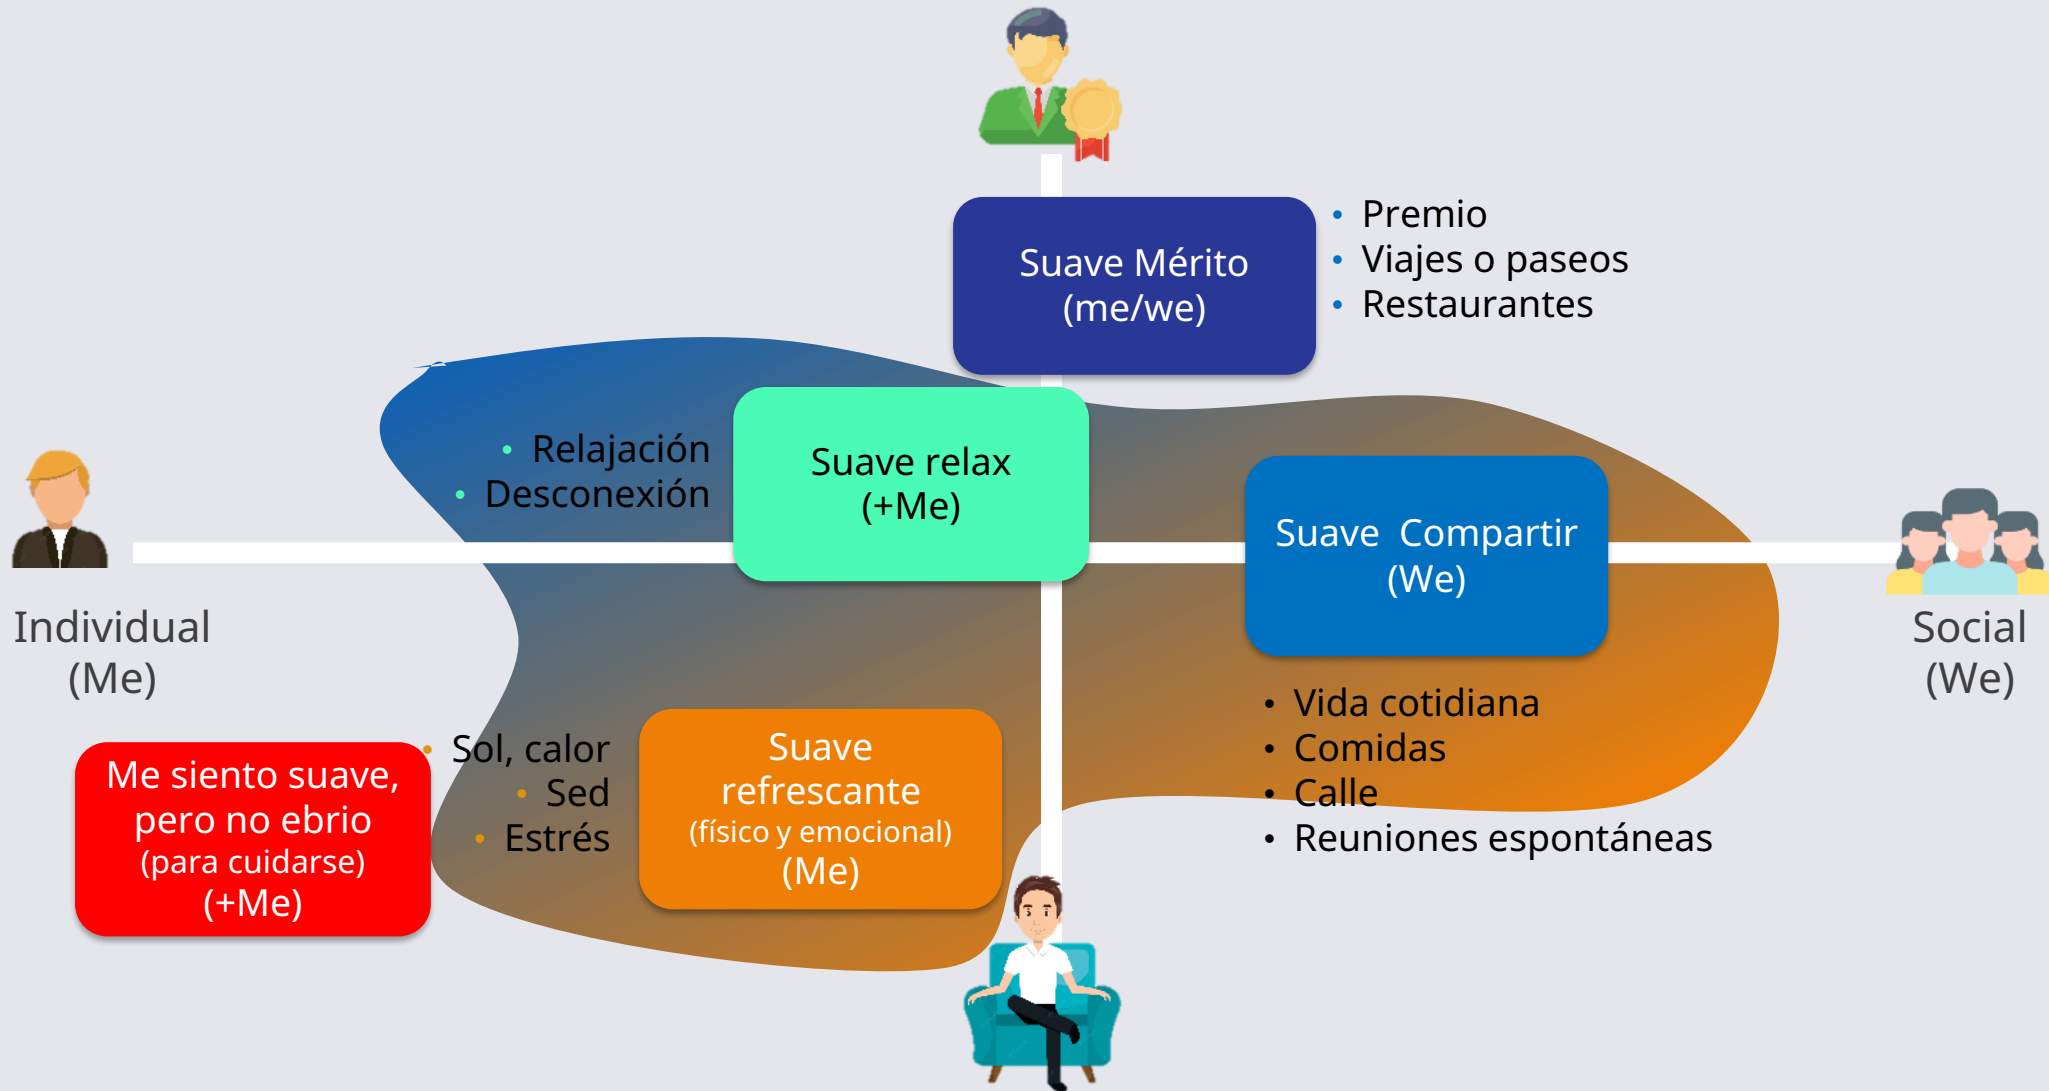 Suave Mérito
(me/we)
• Premio
• Viajes o paseos
• Restaurantes
• Relajación
• Desconexión
Suave relax
(+Me)
Suave  Compartir
(We)
Individual
(Me)
Social
(We)
• Vida cotidiana
• Comidas
• Calle
• Reuniones espontáneas
Me siento suave,
pero no ebrio
(para cuidarse)
(+Me)
• Sol, calor
• Sed
• Estrés
Suave
refrescante
(físico y emocional)
(Me)